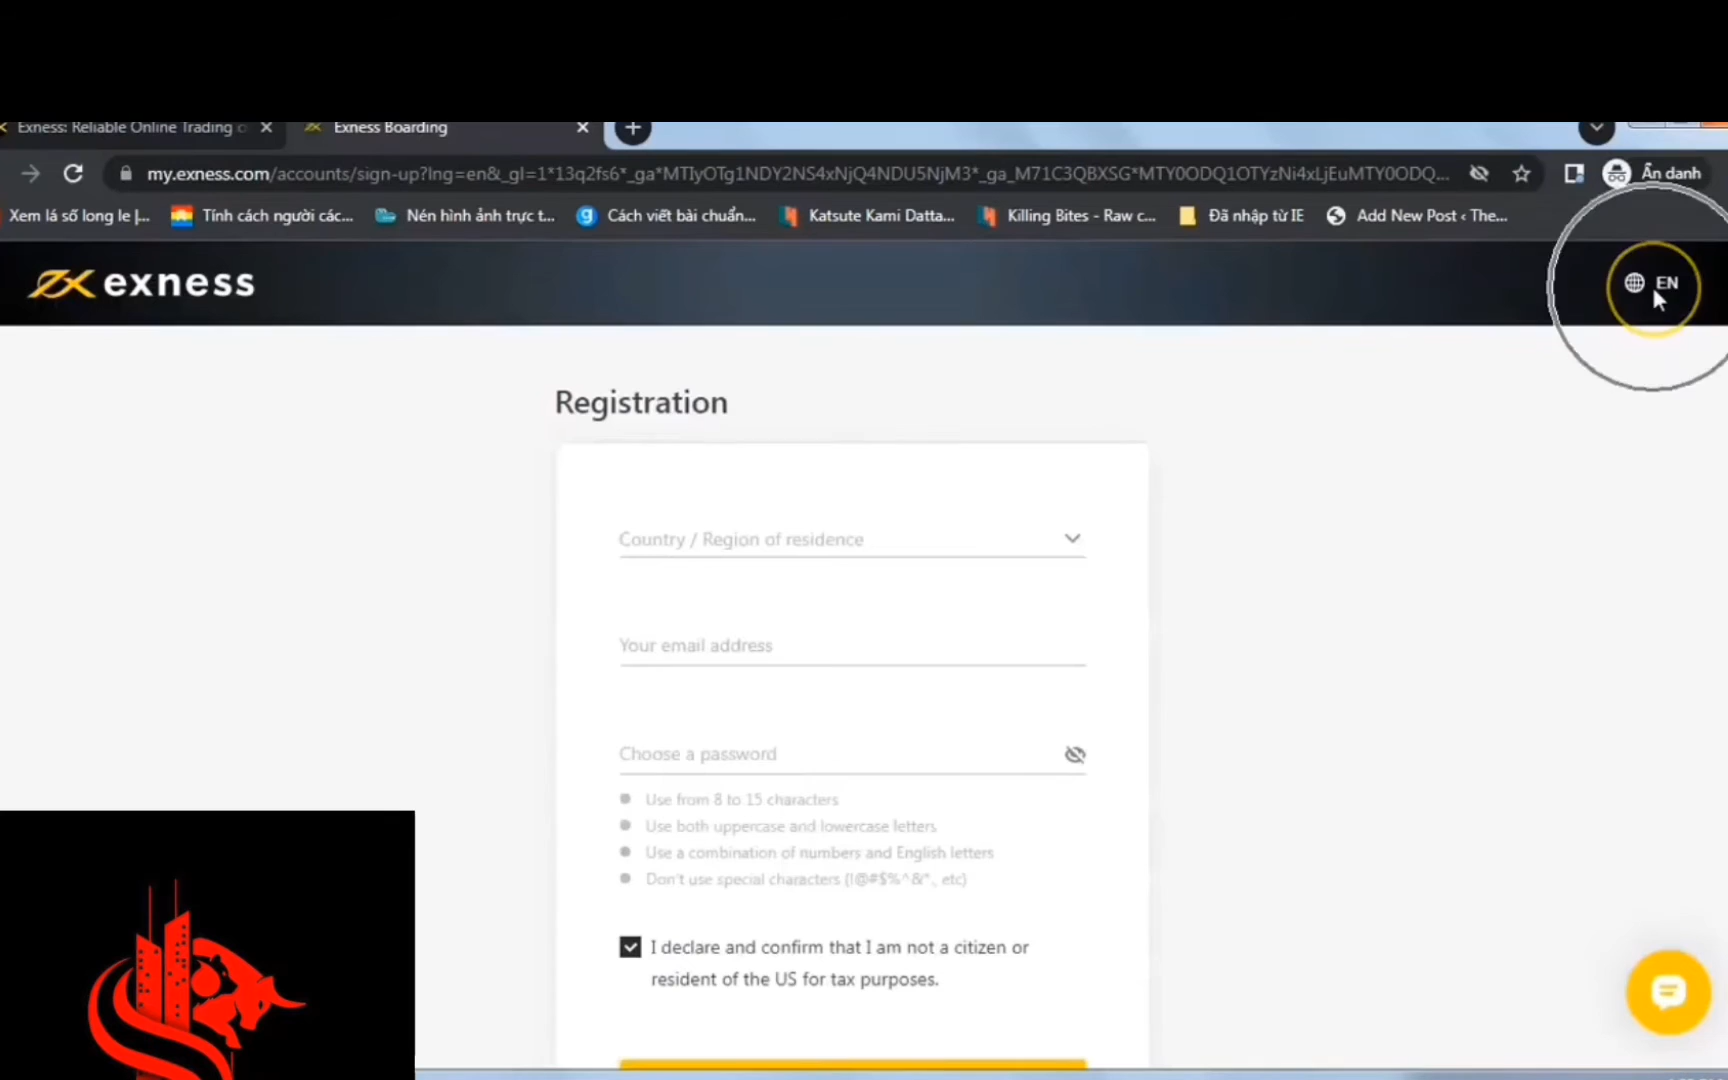 Exness: Reliable Online Trading
Exness Boarding
my.exness.com/accounts/sign-up?lng=en&_gl=1*13q2fs6*_ga*MTIyOTg1NDY2NS4xNjQ4NDU5NjM3*_ga_M71C3QBXSG*MTY0ODQ1OTYzNi4xLjEuMTY0ODQ...
Ẩn danh
Xem lá số long le |...
Tính cách người các...
Nén hình ảnh trực t...
Cách viết bài chuẩn...
Katsute Kami Datta...
Killing Bites - Raw c...
Đã nhập từ IE
Add New Post ‹ The...
exness
EN
Registration
Country / Region of residence
Your email address
Choose a password
Use from 8 to 15 characters
Use both uppercase and lowercase letters
Use a combination of numbers and English letters
Don't use special characters (!@#$%^&*., etc)
I declare and confirm that I am not a citizen or
resident of the US for tax purposes.